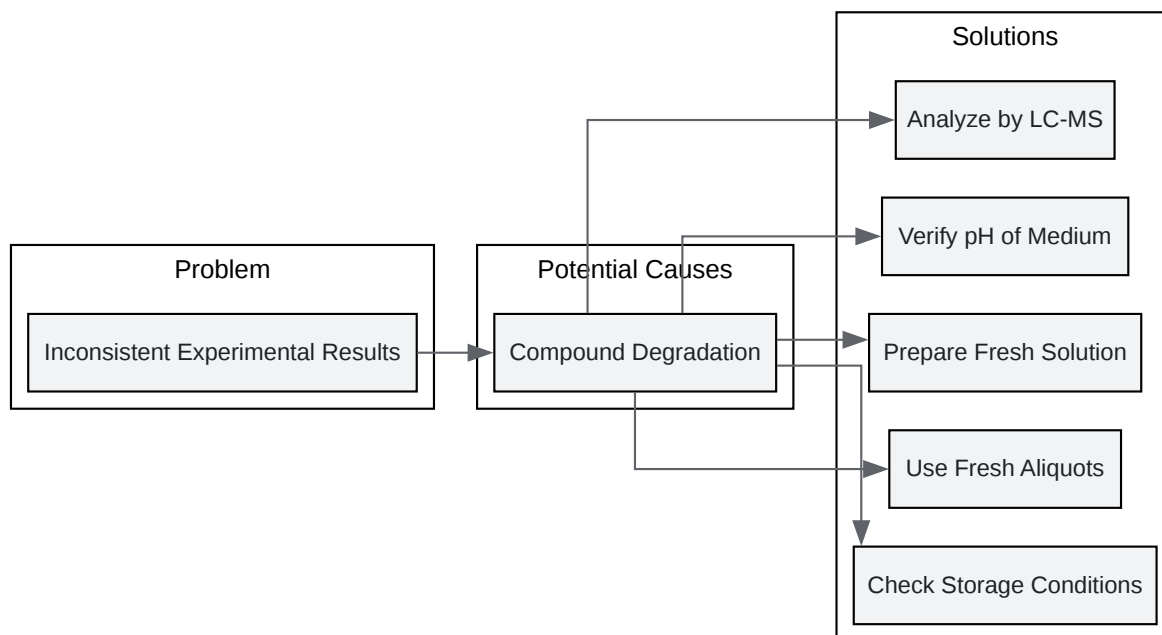 Problem
Inconsistent Experimental Results
Potential Causes
Compound Degradation
Solutions
Analyze by LC-MS
Verify pH of Medium
Prepare Fresh Solution
Use Fresh Aliquots
Check Storage Conditions